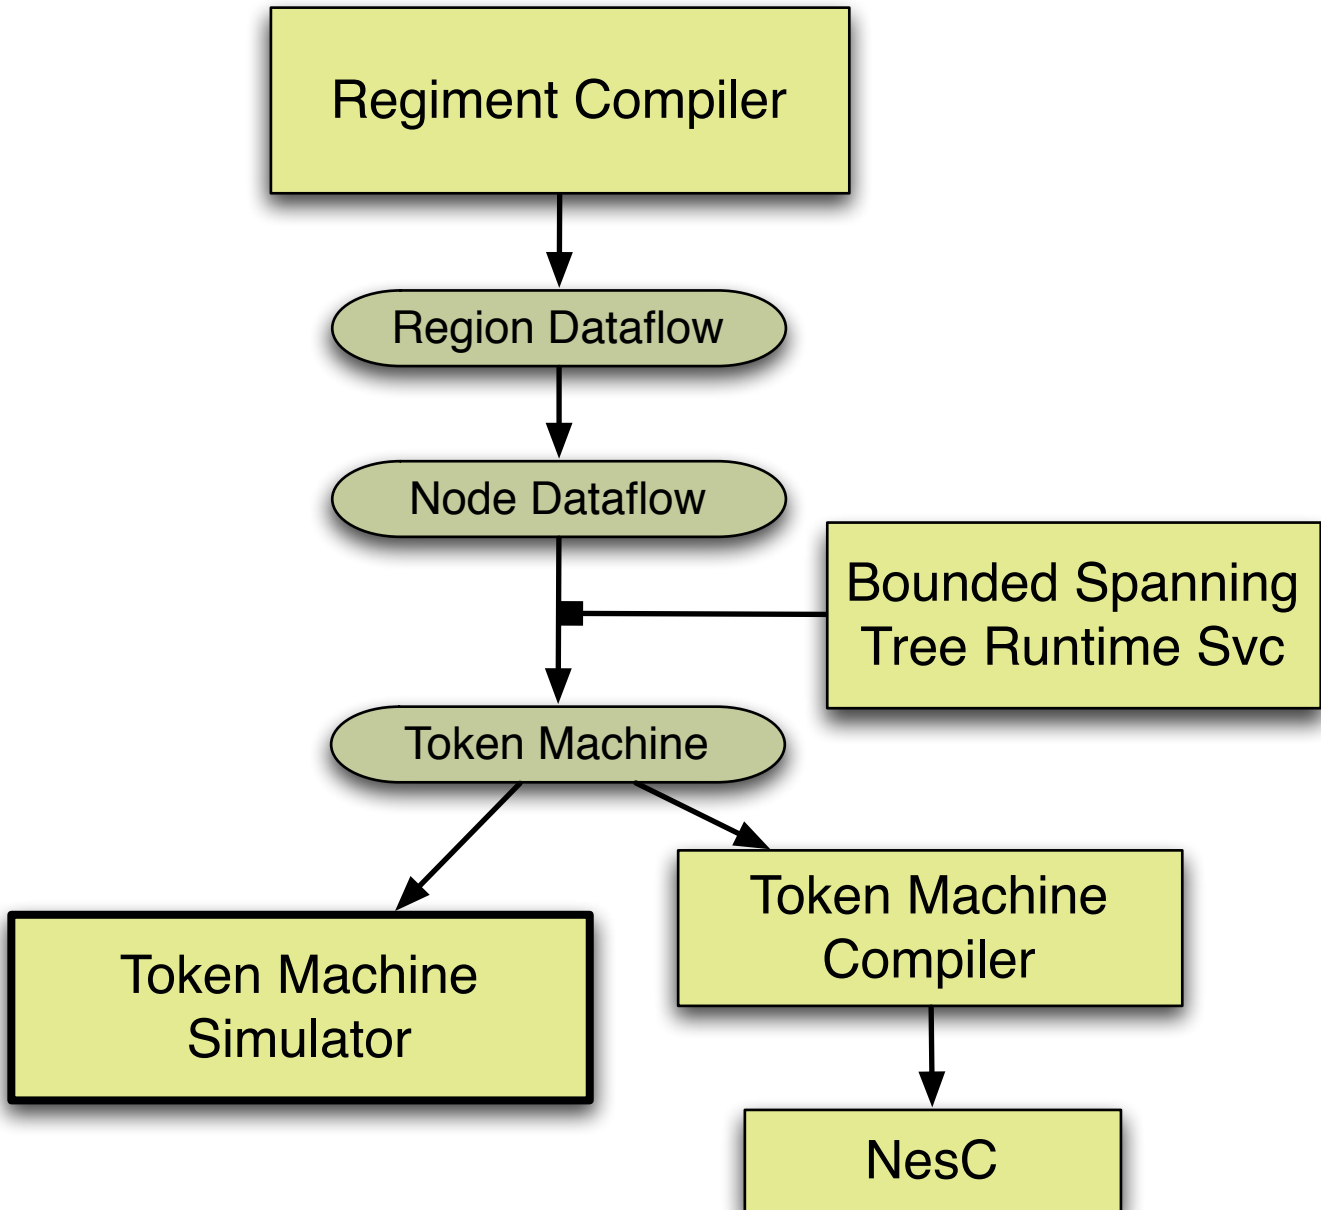 Regiment Compiler
Region Dataflow
Node Dataflow
Bounded Spanning
Tree Runtime Svc
Token Machine
Token Machine
Compiler
Token Machine
Simulator
NesC